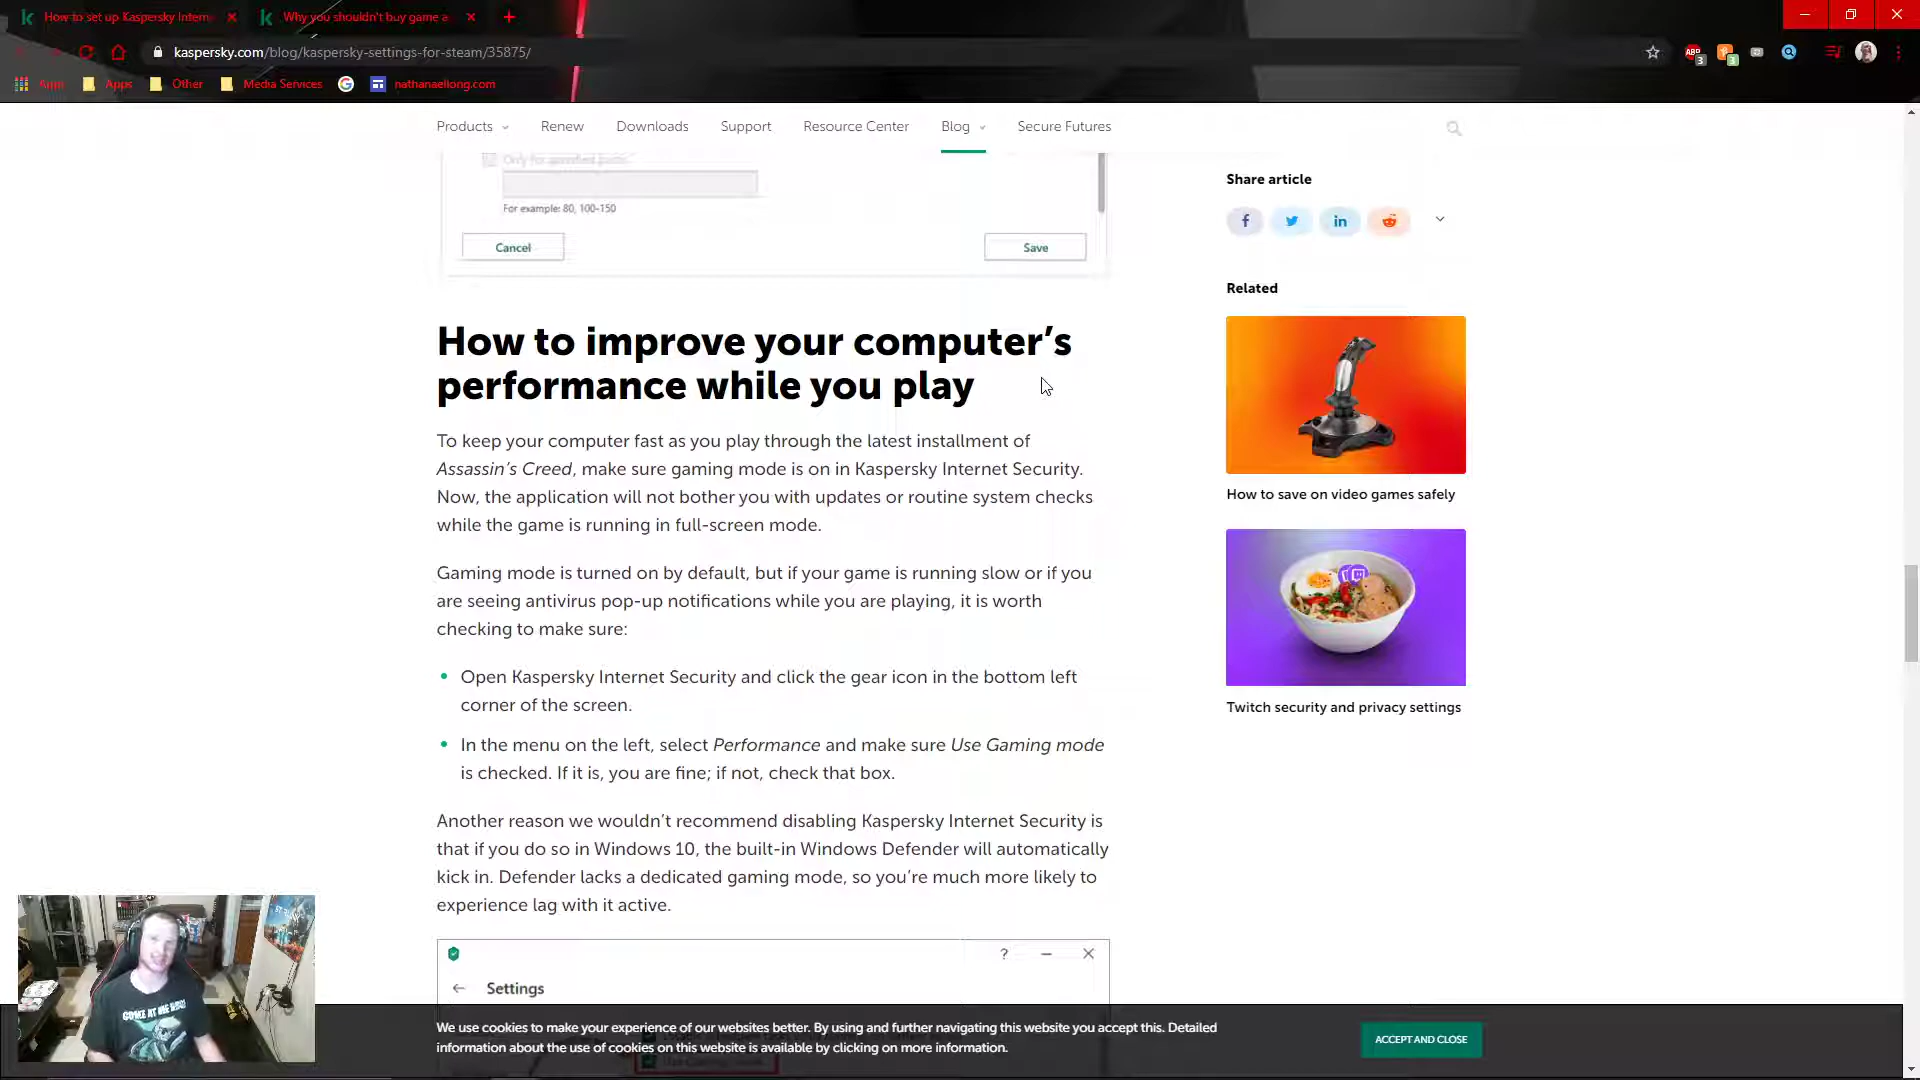 How to set up Kaspersky Intern
Why you shouldn't buy game a
kaspersky.com/blog/kaspersky-settings-for-steam/35875/
ABP
3
3
Apps
Apps
Other
Media Services
nathanaellong.com
Products
Renew
Downloads
Support
Resource Center
Blog
Secure Futures
Only for specified ports:
For example: 80, 100-150
Cancel
Save
Share article
Related
How to save on video games safely
Twitch security and privacy settings
How to improve your computer’s
performance while you play
To keep your computer fast as you play through the latest installment of
Assassin’s Creed, make sure gaming mode is on in Kaspersky Internet Security.
Now, the application will not bother you with updates or routine system checks
while the game is running in full-screen mode.
Gaming mode is turned on by default, but if your game is running slow or if you
are seeing antivirus pop-up notifications while you are playing, it is worth
checking to make sure:
Open Kaspersky Internet Security and click the gear icon in the bottom left
corner of the screen.
In the menu on the left, select Performance and make sure Use Gaming mode
is checked. If it is, you are fine; if not, check that box.
Another reason we wouldn’t recommend disabling Kaspersky Internet Security is
that if you do so in Windows 10, the built-in Windows Defender will automatically
kick in. Defender lacks a dedicated gaming mode, so you’re much more likely to
experience lag with it active.
Settings
COME AT ME BRO!
We use cookies to make your experience of our websites better. By using and further navigating this website you accept this. Detailed
information about the use of cookies on this website is available by clicking on more information.
ACCEPT AND CLOSE